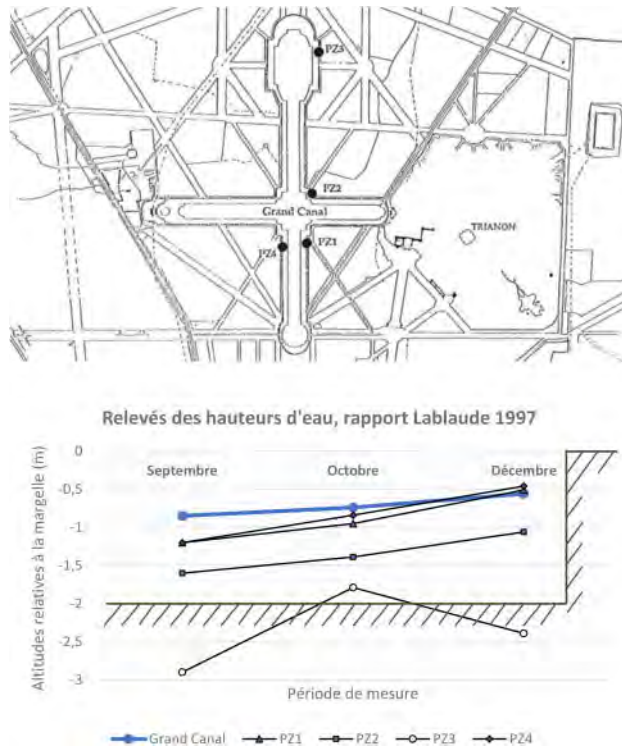 PZ3
PZ2
Grand Canal
PZ4
PZ1
TRIANON
Relevés des hauteurs d'eau, rapport Lablaude 1997
Altitudes relatives à la margelle (m)
0
Septembre
Octobre
Décembre
-0,5
-1
-1,5
-2
-2,5
-3
Période de mesure
Grand Canal PZ1 PZ2 PZ3 PZ4